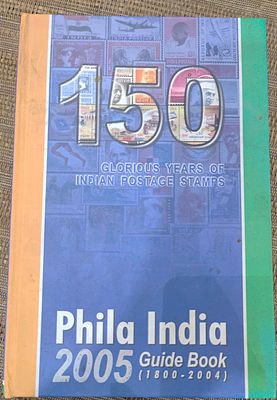 150
GLORIOUS YEARS OF
INDIAN POSTAGE STAMPS
Phila India
2005 Guide Book
(1800-2004)